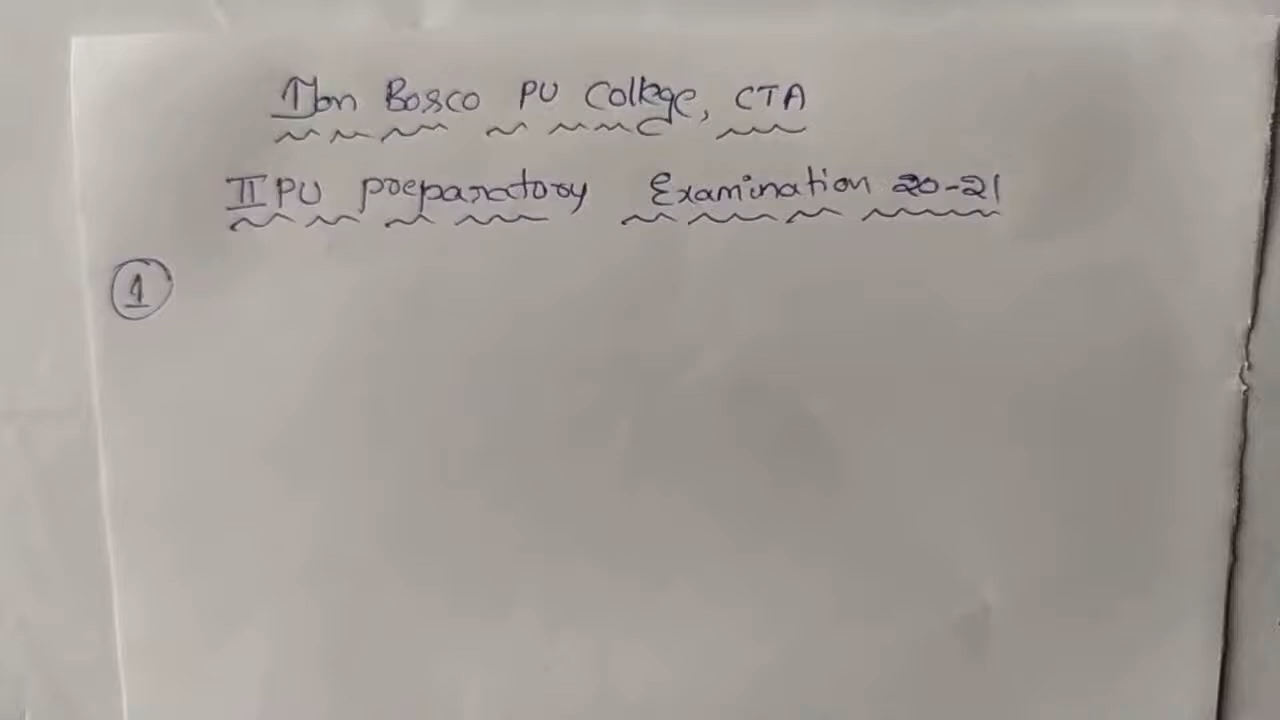 Don Bosco PU College, CTA
II PU preparatory Examination 20-21
1